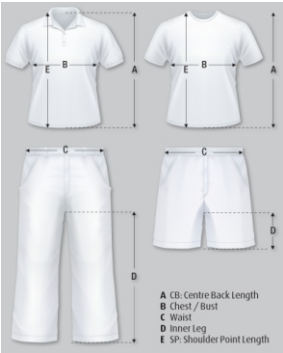 E B A
E B A
C C
D
D
A CB: Centre Back Length
B Chest / Bust
C Waist
D Inner Leg
E SP: Shoulder Point Length